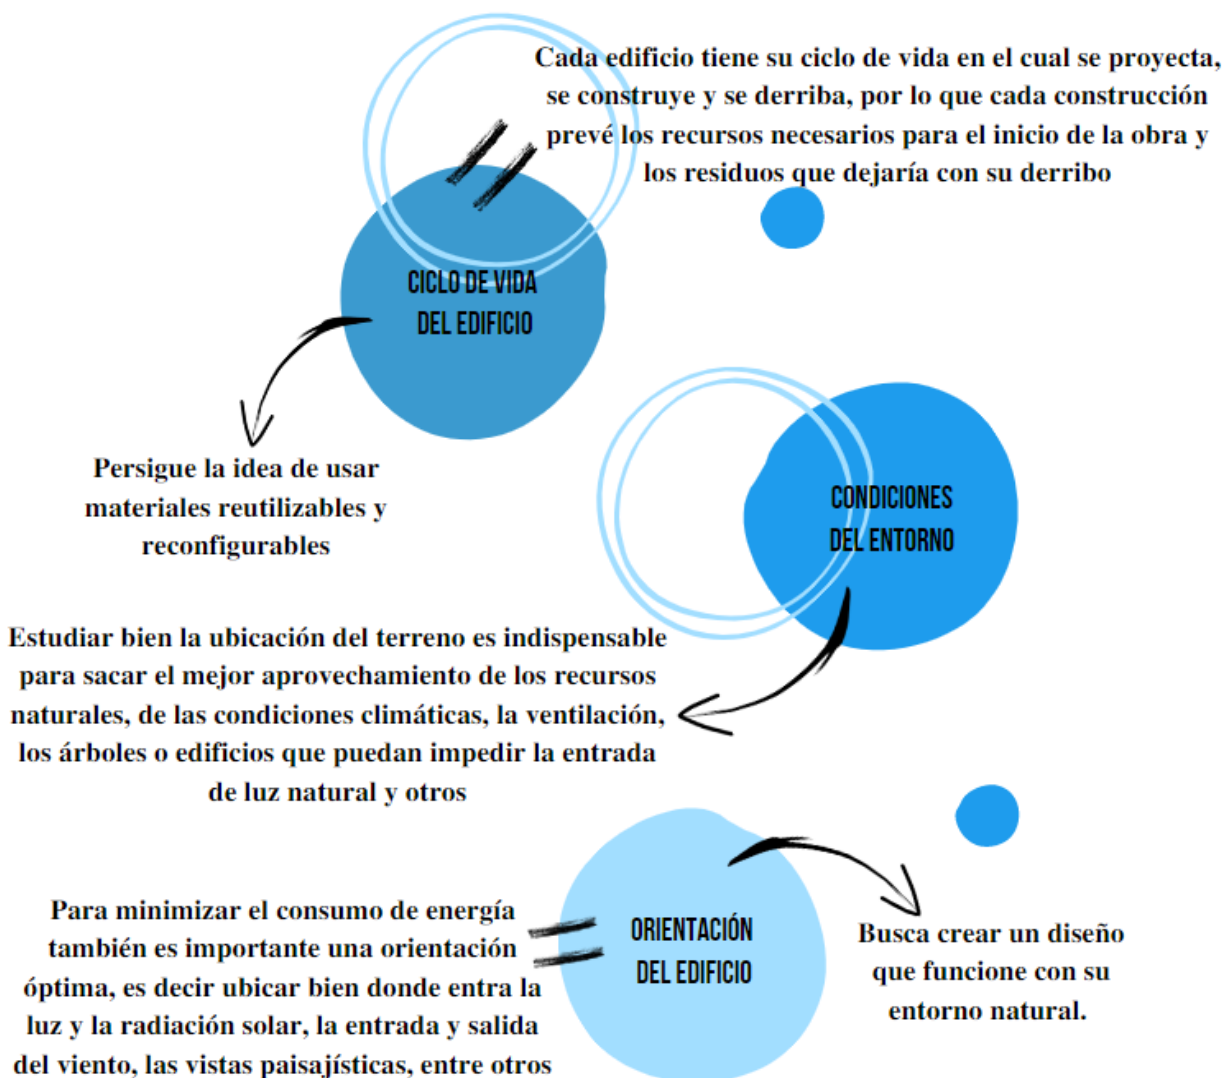 Cada edificio tiene su ciclo de vida en el cual se proyecta,
se construye y se derriba, por lo que cada construcción
prevé los recursos necesarios para el inicio de la obra y
los residuos que dejaría con su derribo
CICLO DE VIDA
DEL EDIFICIO
Persigue la idea de usar
materiales reutilizables y
reconfigurables
CONDICIONES
DEL ENTORNO
Estudiar bien la ubicación del terreno es indispensable
para sacar el mejor aprovechamiento de los recursos
naturales, de las condiciones climáticas, la ventilación,
los árboles o edificios que puedan impedir la entrada
de luz natural y otros
ORIENTACIÓN
DEL EDIFICIO
Para minimizar el consumo de energía
también es importante una orientación
óptima, es decir ubicar bien donde entra la
luz y la radiación solar, la entrada y salida
del viento, las vistas paisajísticas, entre otros
Busca crear un diseño
que funcione con su
entorno natural.